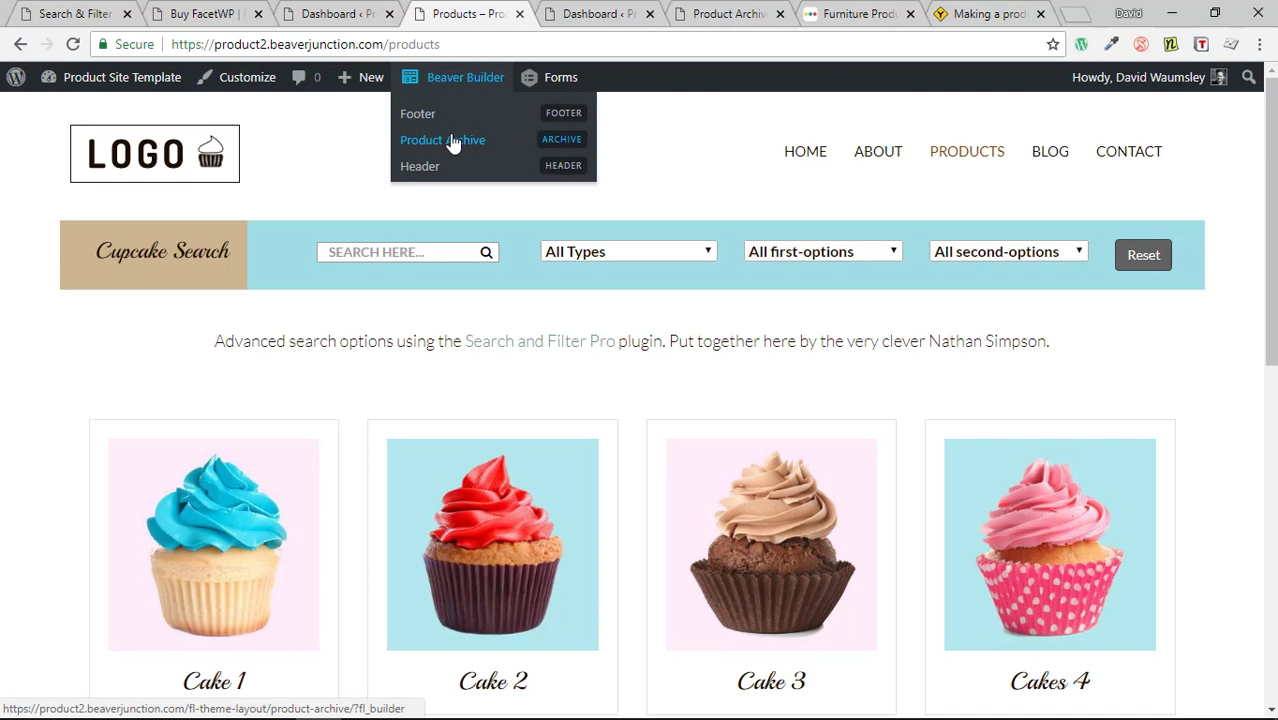 Search & Filter
Buy FacetWP |
Dashboard ‹ Pr
Products – Pro
Dashboard ‹ Pr
Product Archiv
Furniture Prod
Making a prod
David
Secure
https://product2.beaverjunction.com/products
Product Site Template
Customize
0
New
Beaver Builder
Forms
Howdy, David Waumsley
Footer FOOTER
Product Archive ARCHIVE
Header HEADER
LOGO
HOME ABOUT PRODUCTS BLOG CONTACT
Cupcake Search
SEARCH HERE...
All Types
All first-options
All second-options
Reset
Advanced search options using the Search and Filter Pro plugin. Put together here by the very clever Nathan Simpson.
Cake 1
Cake 2
Cake 3
Cakes 4
https://product2.beaverjunction.com/fl-theme-layout/product-archive/?fl_builder